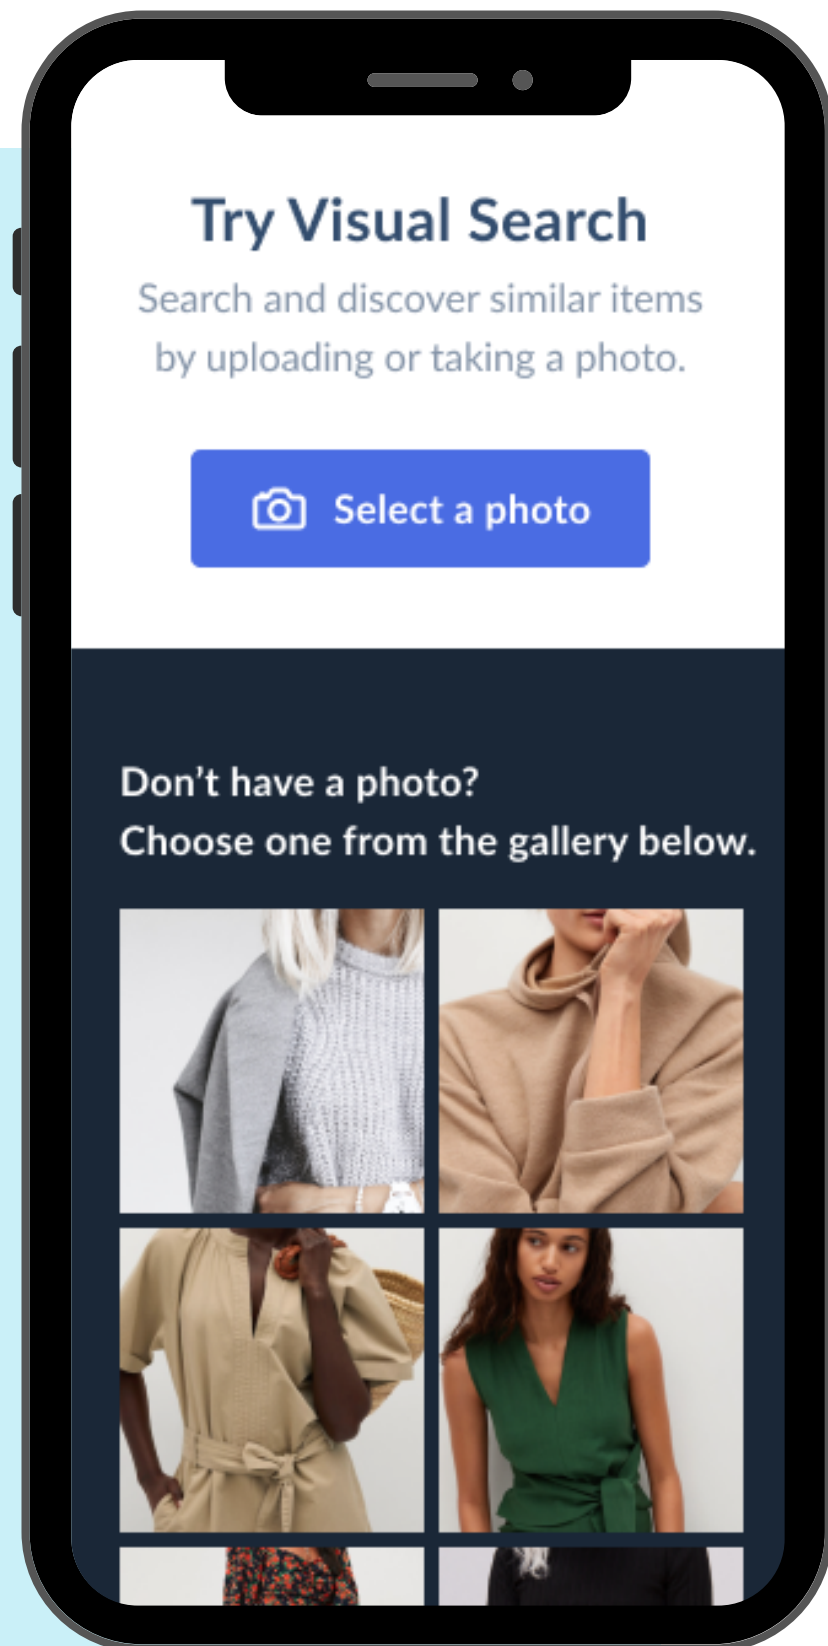 Try Visual Search
Search and discover similar items
by uploading or taking a photo.
Select a photo
Don’t have a photo?
Choose one from the gallery below.